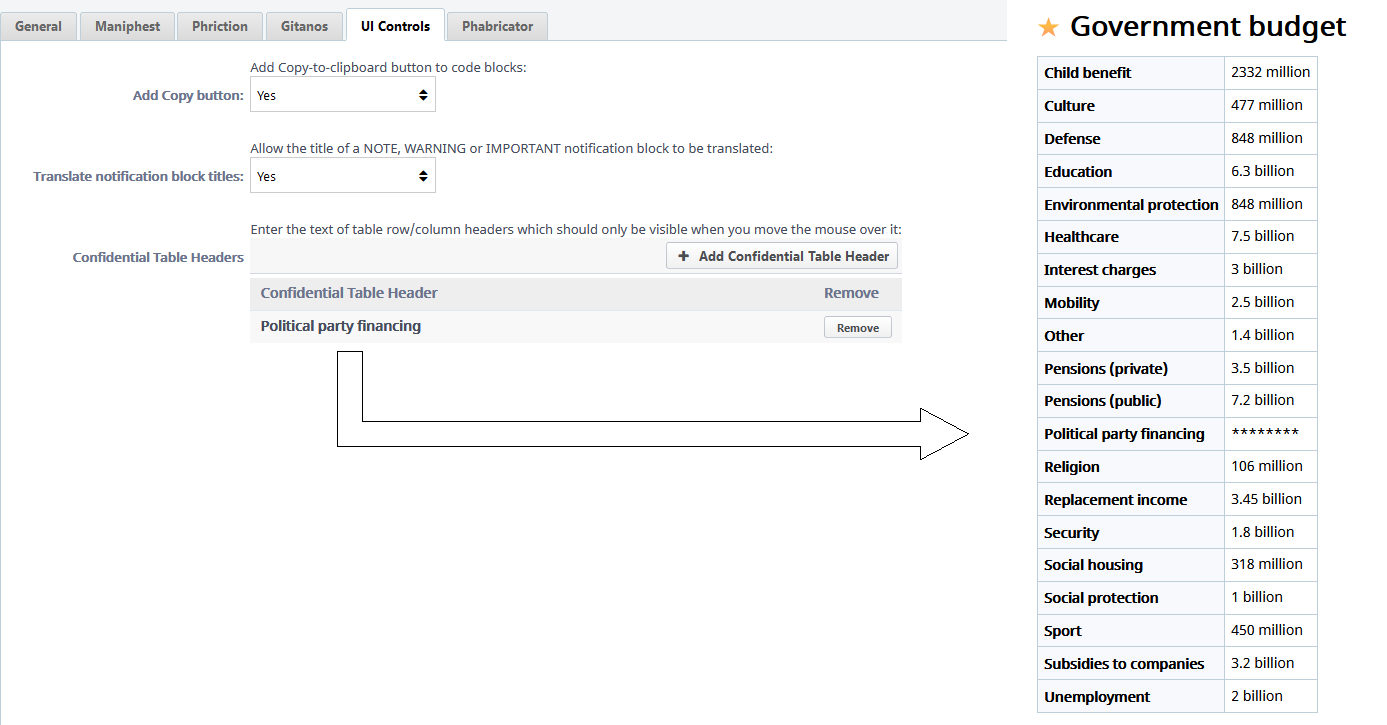 General Maniphest Phriction Gitanos UI Controls Phabricator
Add Copy-to-clipboard button to code blocks:
Add Copy button: Yes
Allow the title of a NOTE, WARNING or IMPORTANT notification block to be translated:
Translate notification block titles: Yes
Enter the text of table row/column headers which should only be visible when you move the mouse over it:
Confidential Table Headers
+ Add Confidential Table Header
Confidential Table Header Remove
Political party financing Remove
Government budget
Child benefit 2332 million
Culture 477 million
Defense 848 million
Education 6.3 billion
Environmental protection 848 million
Healthcare 7.5 billion
Interest charges 3 billion
Mobility 2.5 billion
Other 1.4 billion
Pensions (private) 3.5 billion
Pensions (public) 7.2 billion
Political party financing ********
Religion 106 million
Replacement income 3.45 billion
Security 1.8 billion
Social housing 318 million
Social protection 1 billion
Sport 450 million
Subsidies to companies 3.2 billion
Unemployment 2 billion